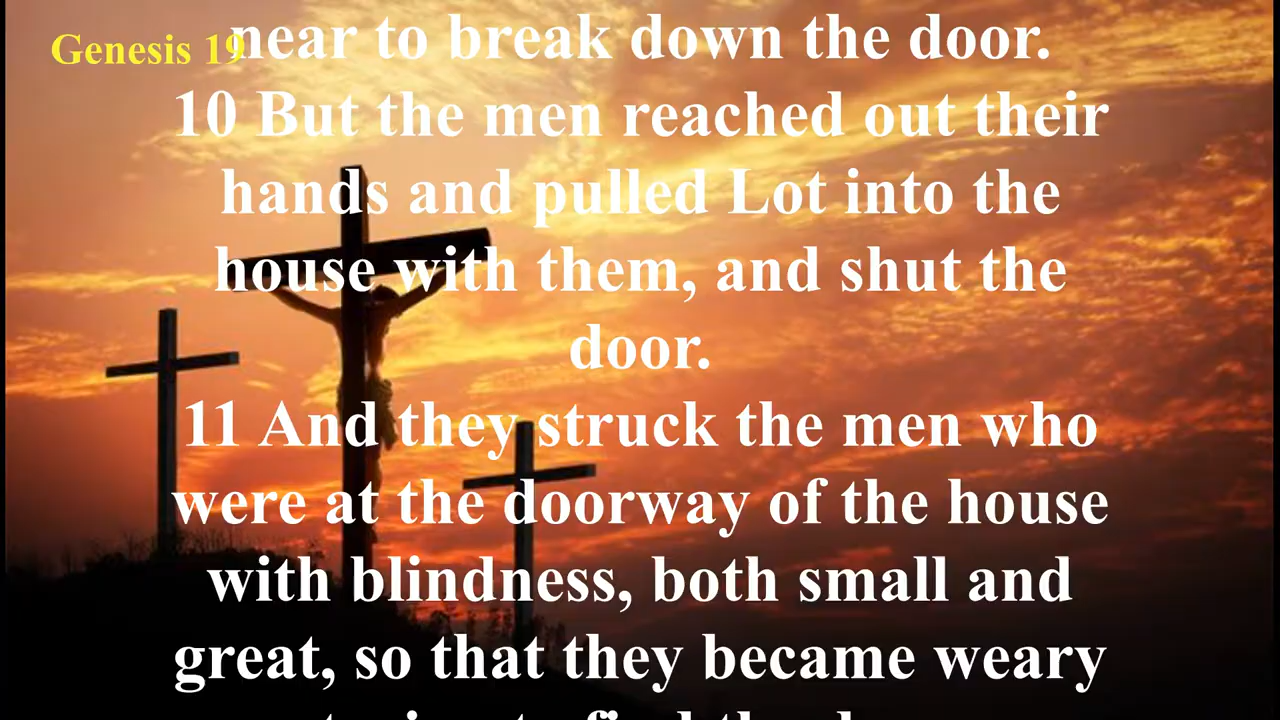 Genesis 19
near to break down the door.
10 But the men reached out their
hands and pulled Lot into the
house with them, and shut the
door.
11 And they struck the men who
were at the doorway of the house
with blindness, both small and
great, so that they became weary